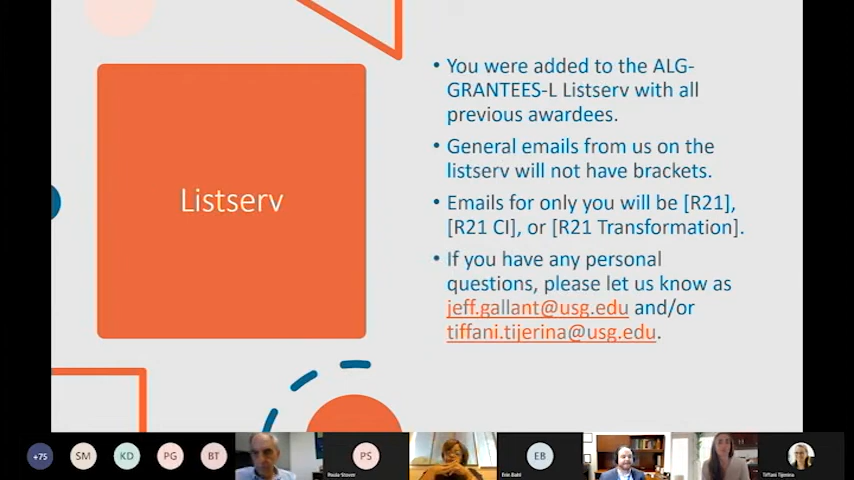 Listserv
• You were added to the ALG-
GRANTEES-L Listserv with all
previous awardees.
• General emails from us on the
listserv will not have brackets.
• Emails for only you will be [R21],
[R21 CI], or [R21 Transformation].
• If you have any personal
questions, please let us know as
jeff.gallant@usg.edu and/or
tiffani.tijerina@usg.edu.
+75
SM
KD
PG
BT
PS
EB
Tiffani Tijerina